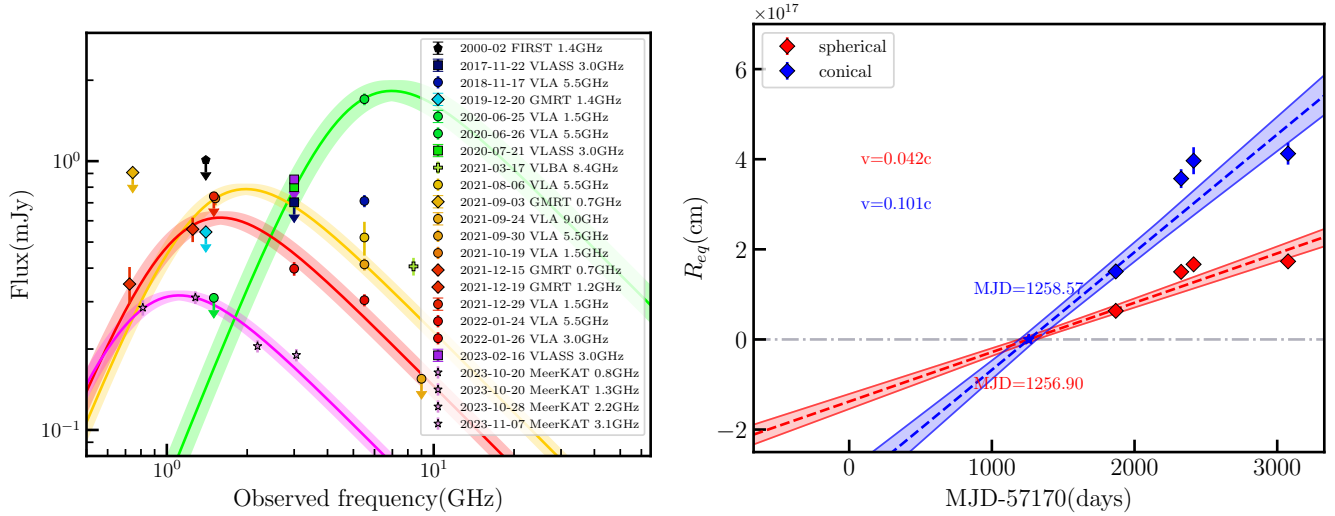 Flux(mJy)
10⁰
10⁻¹
10⁰
10¹
Observed frequency(GHz)
2000-02 FIRST 1.4GHz
2017-11-22 VLASS 3.0GHz
2018-11-17 VLA 5.5GHz
2019-12-20 GMRT 1.4GHz
2020-06-25 VLA 1.5GHz
2020-06-26 VLA 5.5GHz
2020-07-21 VLASS 3.0GHz
2021-03-17 VLBA 8.4GHz
2021-08-06 VLA 5.5GHz
2021-09-03 GMRT 0.7GHz
2021-09-24 VLA 9.0GHz
2021-09-30 VLA 5.5GHz
2021-10-19 VLA 1.5GHz
2021-12-15 GMRT 0.7GHz
2021-12-19 GMRT 1.2GHz
2021-12-29 VLA 1.5GHz
2022-01-24 VLA 5.5GHz
2022-01-26 VLA 3.0GHz
2023-02-16 VLASS 3.0GHz
2023-10-20 MeerKAT 0.8GHz
2023-10-20 MeerKAT 1.3GHz
2023-10-28 MeerKAT 2.2GHz
2023-11-07 MeerKAT 3.1GHz
×10¹⁷
R_eq(cm)
6
4
2
0
−2
spherical
conical
v=0.042c
v=0.101c
MJD=1258.57
MJD=1256.90
0
1000
2000
3000
MJD-57170(days)